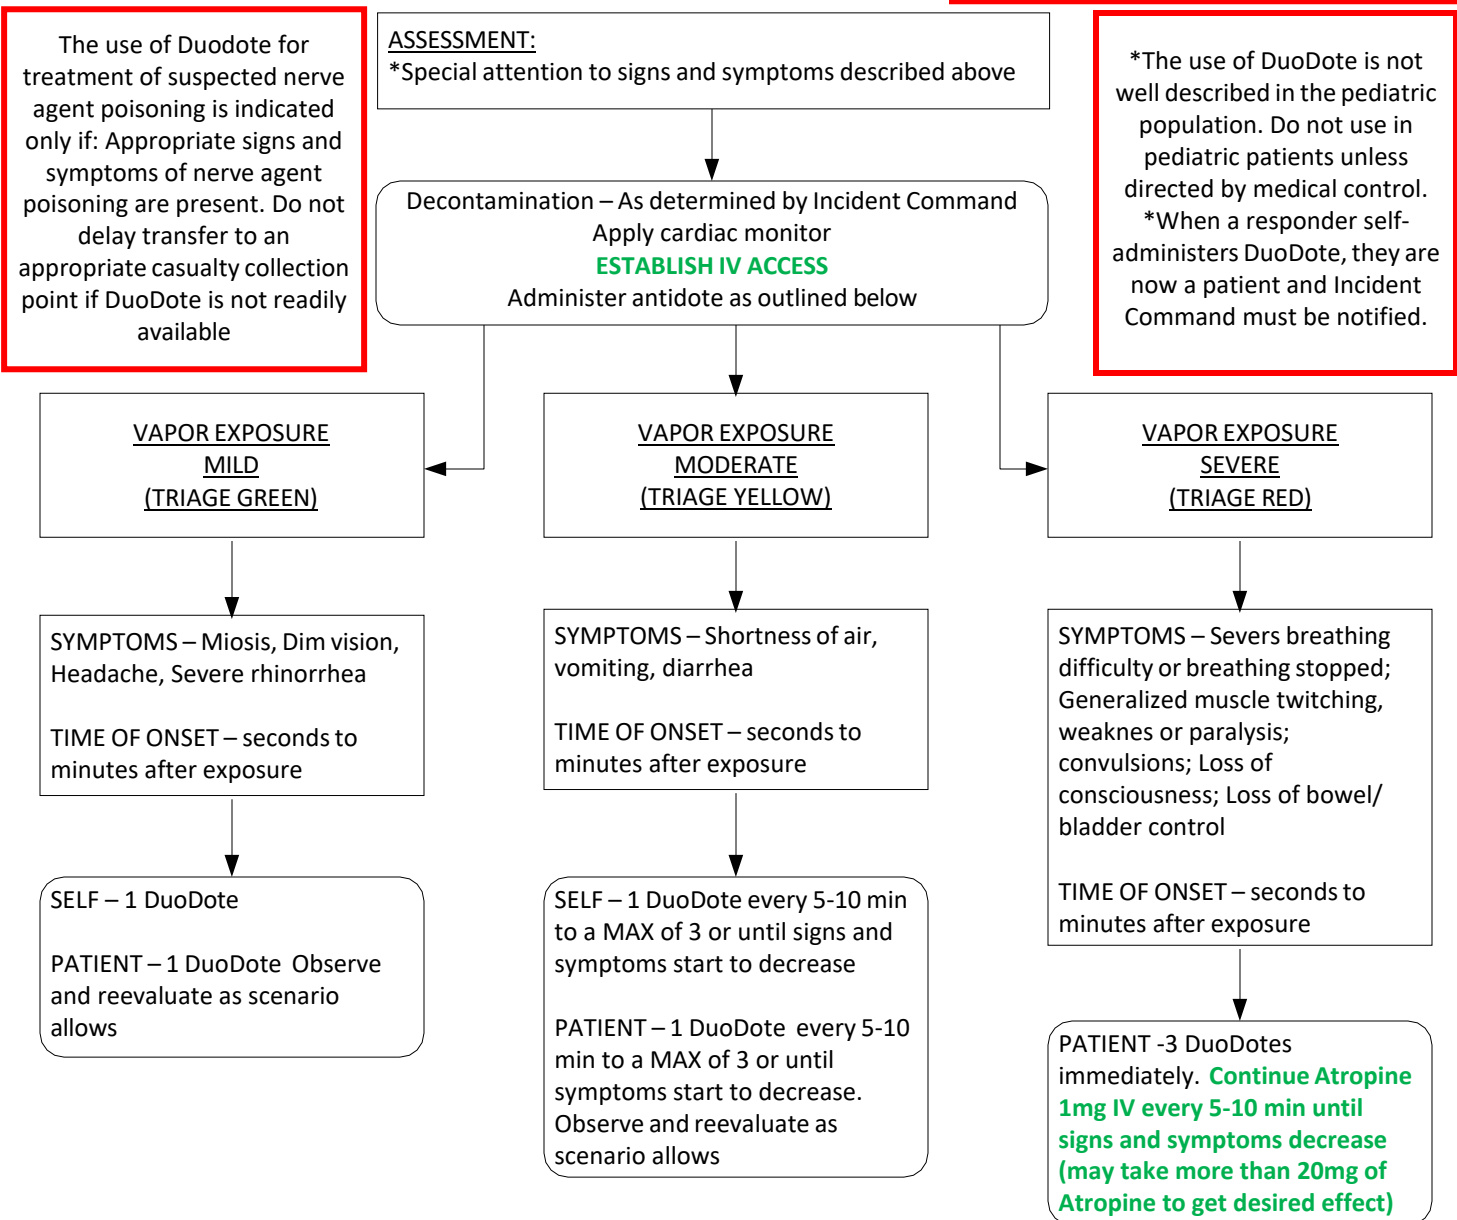 The use of Duodote for
treatment of suspected nerve
agent poisoning is indicated
only if: Appropriate signs and
symptoms of nerve agent
poisoning are present. Do not
delay transfer to an
appropriate casualty collection
point if DuoDote is not readily
available
ASSESSMENT:
*Special attention to signs and symptoms described above
*The use of DuoDote is not
well described in the pediatric
population. Do not use in
pediatric patients unless
directed by medical control.
*When a responder self-
administers DuoDote, they are
now a patient and Incident
Command must be notified.
Decontamination – As determined by Incident Command
Apply cardiac monitor
ESTABLISH IV ACCESS
Administer antidote as outlined below
VAPOR EXPOSURE
MILD
(TRIAGE GREEN)
VAPOR EXPOSURE
MODERATE
(TRIAGE YELLOW)
VAPOR EXPOSURE
SEVERE
(TRIAGE RED)
SYMPTOMS – Miosis, Dim vision,
Headache, Severe rhinorrhea
TIME OF ONSET – seconds to
minutes after exposure
SYMPTOMS – Shortness of air,
vomiting, diarrhea
TIME OF ONSET – seconds to
minutes after exposure
SYMPTOMS – Severs breathing
difficulty or breathing stopped;
Generalized muscle twitching,
weaknes or paralysis;
convulsions; Loss of
consciousness; Loss of bowel/
bladder control
TIME OF ONSET – seconds to
minutes after exposure
SELF – 1 DuoDote
PATIENT – 1 DuoDote  Observe
and reevaluate as scenario
allows
SELF – 1 DuoDote every 5-10 min
to a MAX of 3 or until signs and
symptoms start to decrease
PATIENT – 1 DuoDote  every 5-10
min to a MAX of 3 or until
symptoms start to decrease.
Observe and reevaluate as
scenario allows
PATIENT -3 DuoDotes
immediately. Continue Atropine
1mg IV every 5-10 min until
signs and symptoms decrease
(may take more than 20mg of
Atropine to get desired effect)